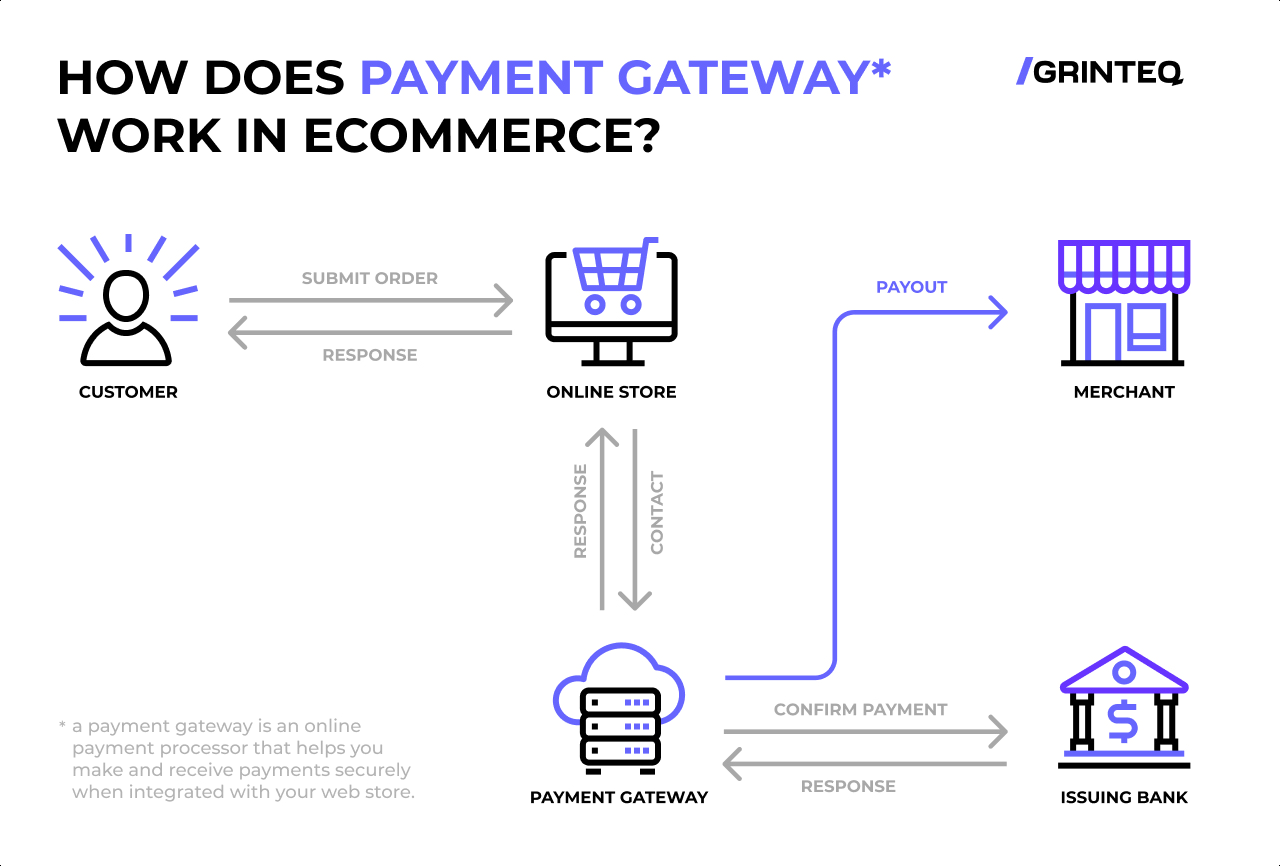 HOW DOES PAYMENT GATEWAY*
WORK IN ECOMMERCE?
/GRINTEQ
SUBMIT ORDER
RESPONSE
CUSTOMER
ONLINE STORE
PAYOUT
MERCHANT
RESPONSE
CONTACT
CONFIRM PAYMENT
RESPONSE
PAYMENT GATEWAY
$
ISSUING BANK
* a payment gateway is an online
payment processor that helps you
make and receive payments securely
when integrated with your web store.